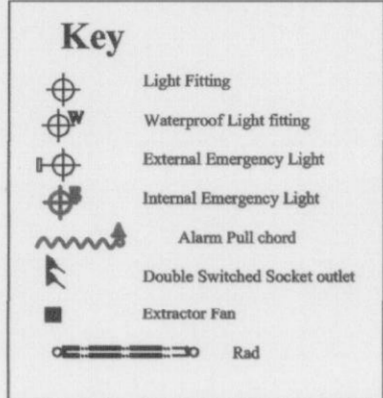 Key
Light Fitting
W Waterproof Light fitting
External Emergency Light
E Internal Emergency Light
Alarm Pull chord
Double Switched Socket outlet
Extractor Fan
Rad